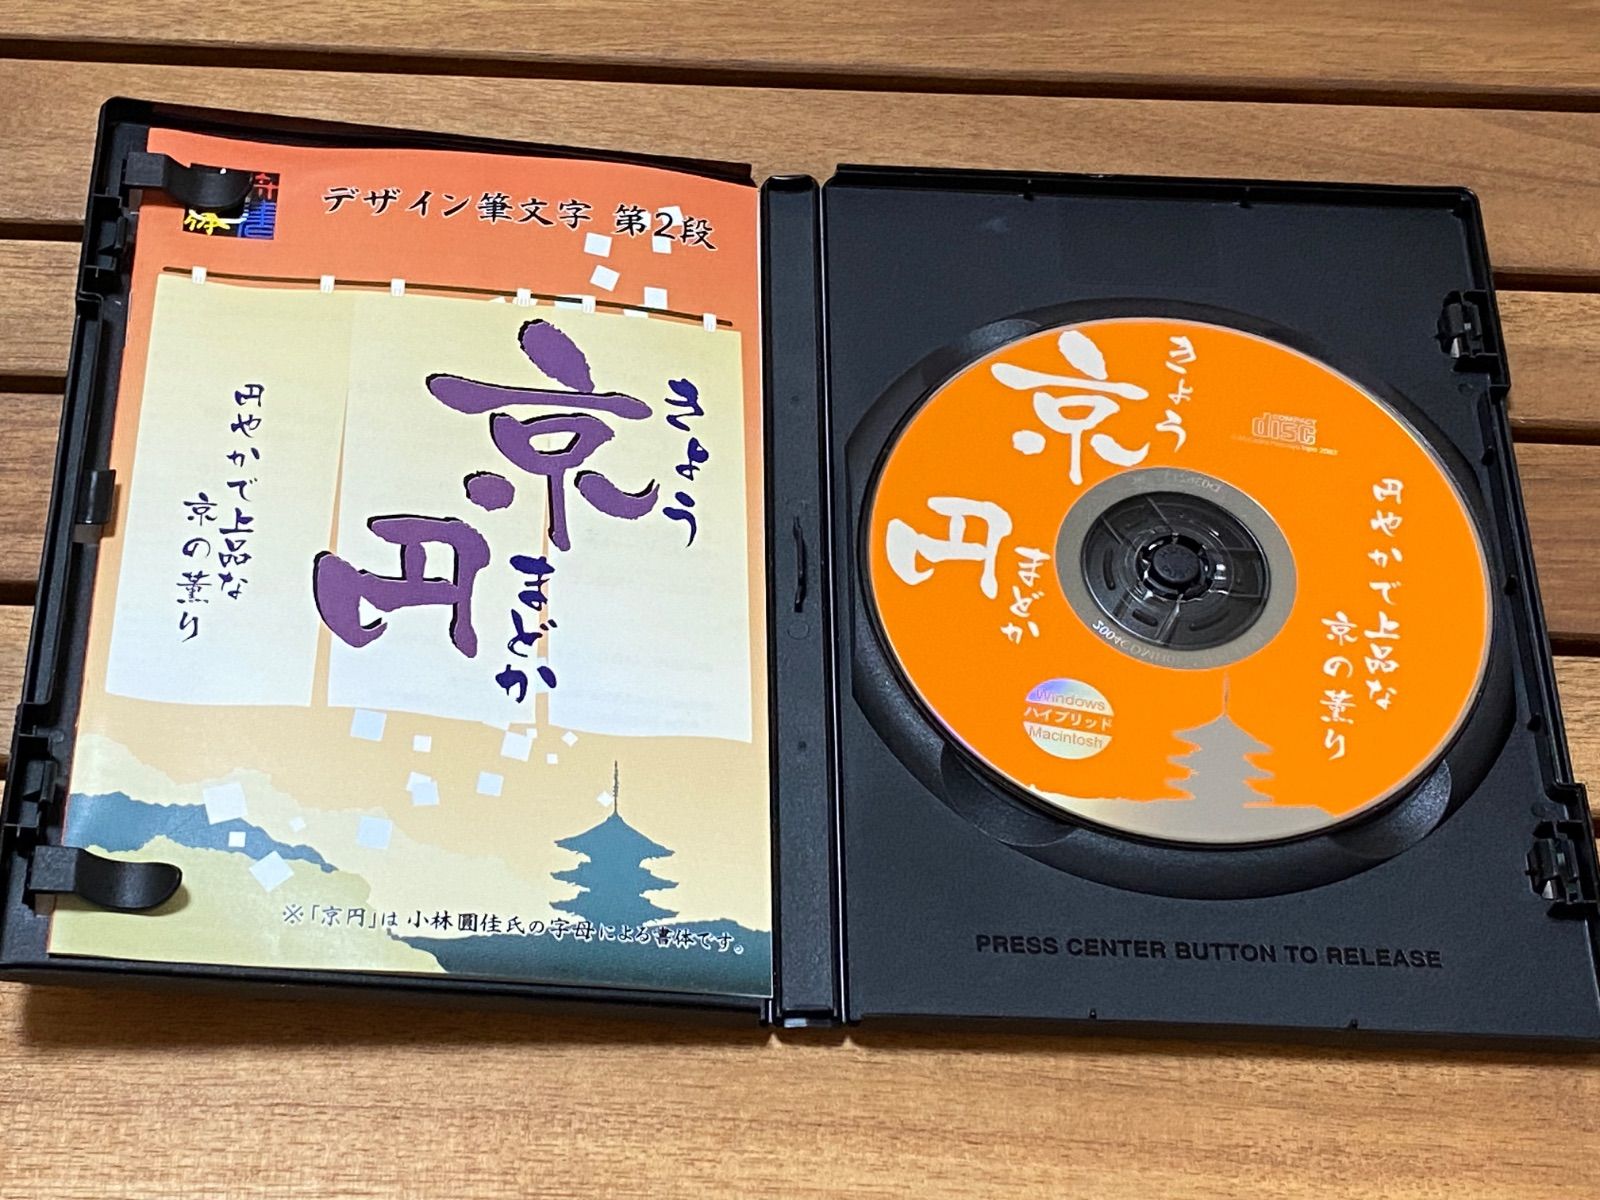 デザイン筆文字 第2段
きょう
京
円
まどか
円やかで上品な
京の薫り
※「京円」は 小林圓佳氏の字母による書体です。
きょう
京
円
まどか
COMPACT
disc
円やかで上品な
京の薫り
Windows
ハイブリッド
Macintosh
PRESS CENTER BUTTON TO RELEASE